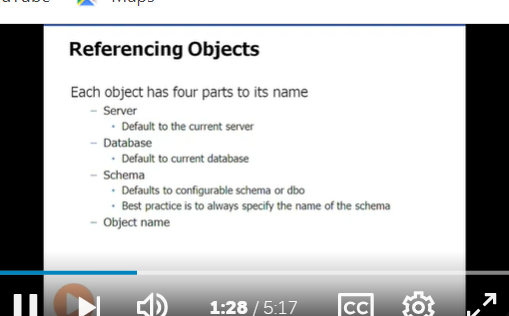 Maps
Referencing Objects
Each object has four parts to its name
– Server
• Default to the current server
– Database
• Default to current database
– Schema
• Defaults to configurable schema or dbo
• Best practice is to always specify the name of the schema
– Object name
1:28 / 5:17
CC